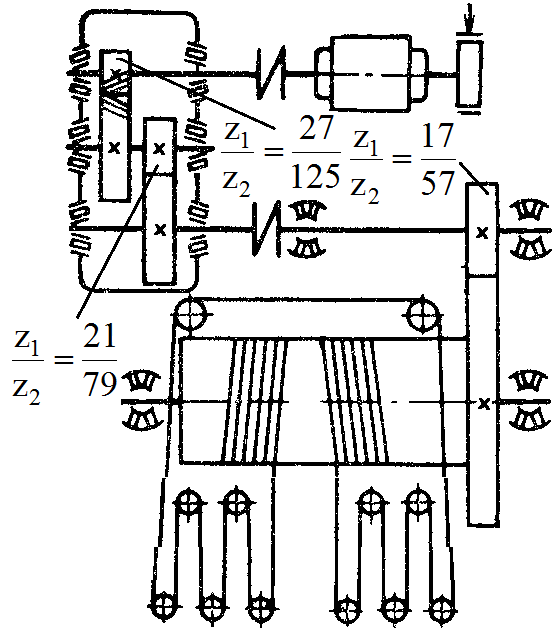 z₁/z₂ = 27/125
z₁/z₂ = 17/57
z₁/z₂ = 21/79